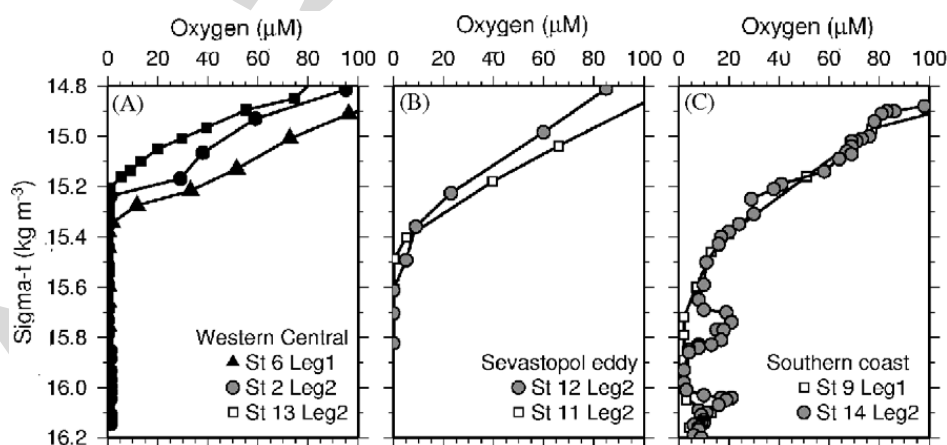 Oxygen (μM) Oxygen (μM) Oxygen (μM)
0 20 40 60 80 100 0 20 40 60 80 100 0 20 40 60 80 100
14.8 (A) (B) (C)
15.0
15.2
15.4
15.6
15.8
16.0
16.2
Sigma-t (kg m⁻³)
Western Central
St 6 Leg1
St 2 Leg2
St 13 Leg2
Sevastopol eddy
St 12 Leg2
St 11 Leg2
Southern coast
St 9 Leg1
St 14 Leg2